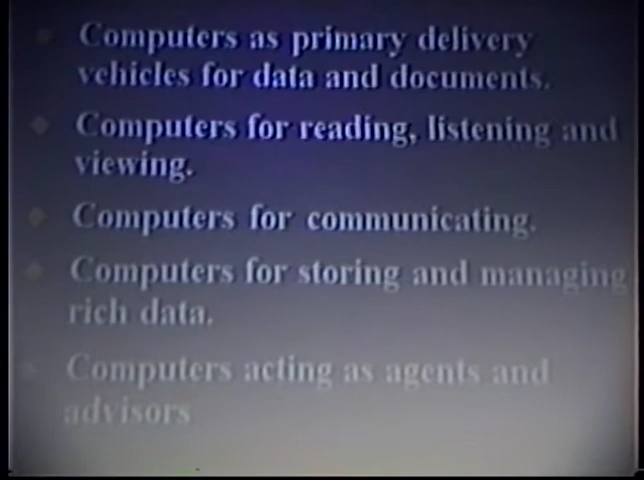 Computers as primary delivery
vehicles for data and documents.
Computers for reading, listening and
viewing.
Computers for communicating.
Computers for storing and managing
rich data.
Computers acting as agents and
advisors